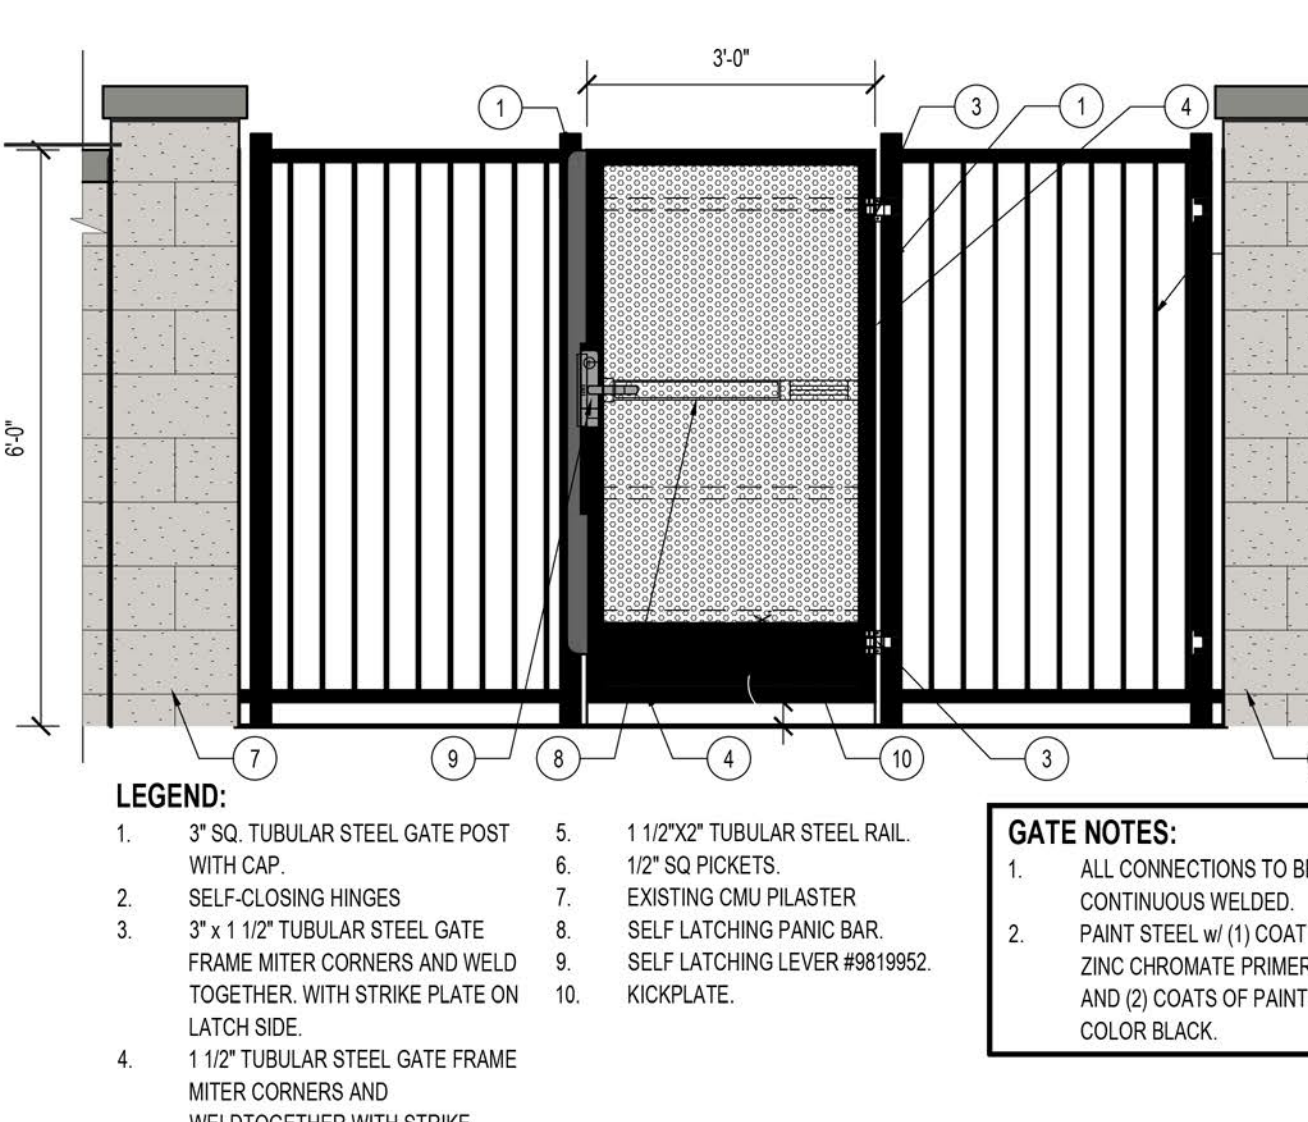 3'-0"
1
3
1
4
6'-0"
7
9
8
4
10
3
LEGEND:
1. 3" SQ. TUBULAR STEEL GATE POST
WITH CAP.
2. SELF-CLOSING HINGES
3. 3" x 1 1/2" TUBULAR STEEL GATE
FRAME MITER CORNERS AND WELD
TOGETHER. WITH STRIKE PLATE ON
LATCH SIDE.
4. 1 1/2" TUBULAR STEEL GATE FRAME
MITER CORNERS AND
WELDTOGETHER WITH STRIKE
5. 1 1/2"X2" TUBULAR STEEL RAIL.
6. 1/2" SQ PICKETS.
7. EXISTING CMU PILASTER
8. SELF LATCHING PANIC BAR.
9. SELF LATCHING LEVER #9819952.
10. KICKPLATE.
GATE NOTES:
1. ALL CONNECTIONS TO
CONTINUOUS WELDED.
2. PAINT STEEL w/ (1) COAT
ZINC CHROMATE PRIMER
AND (2) COATS OF PAINT
COLOR BLACK.